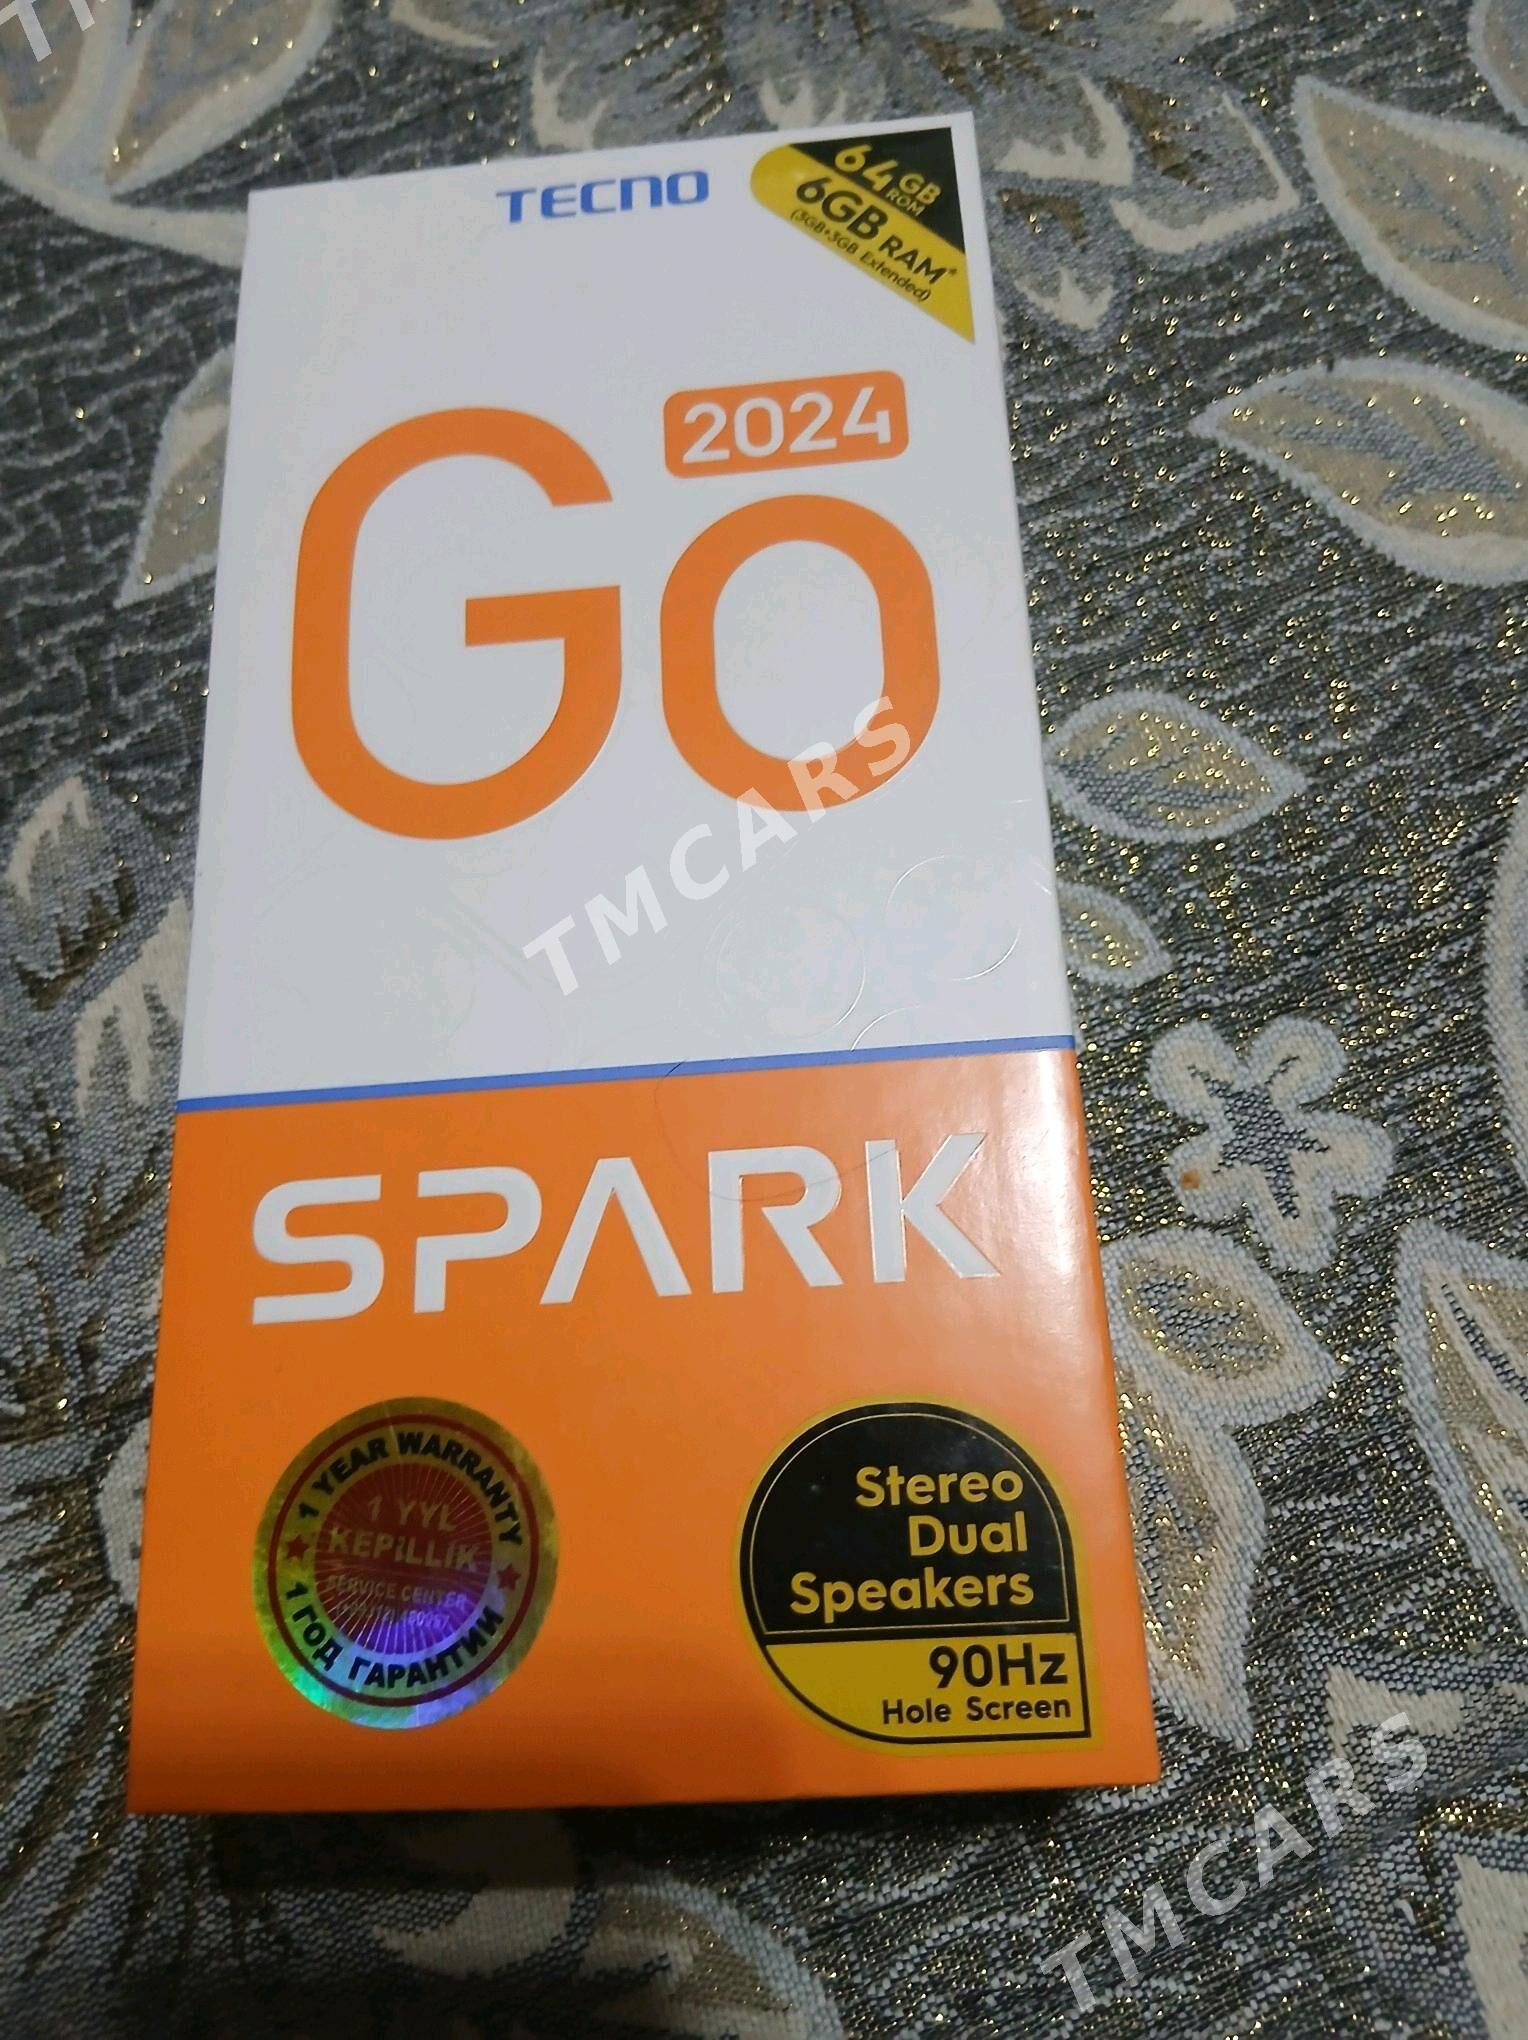 TECNO
64GB ROM
6GB RAM*
(3GB+3GB Extended)
2024
Go
TMCARS
SPARK
1 YEAR WARRANTY
1 YYL
KEPILLIK
SERVICE CENTER
1 ГОД ГАРАНТИИ
Stereo
Dual
Speakers
90Hz
Hole Screen
TMCARS